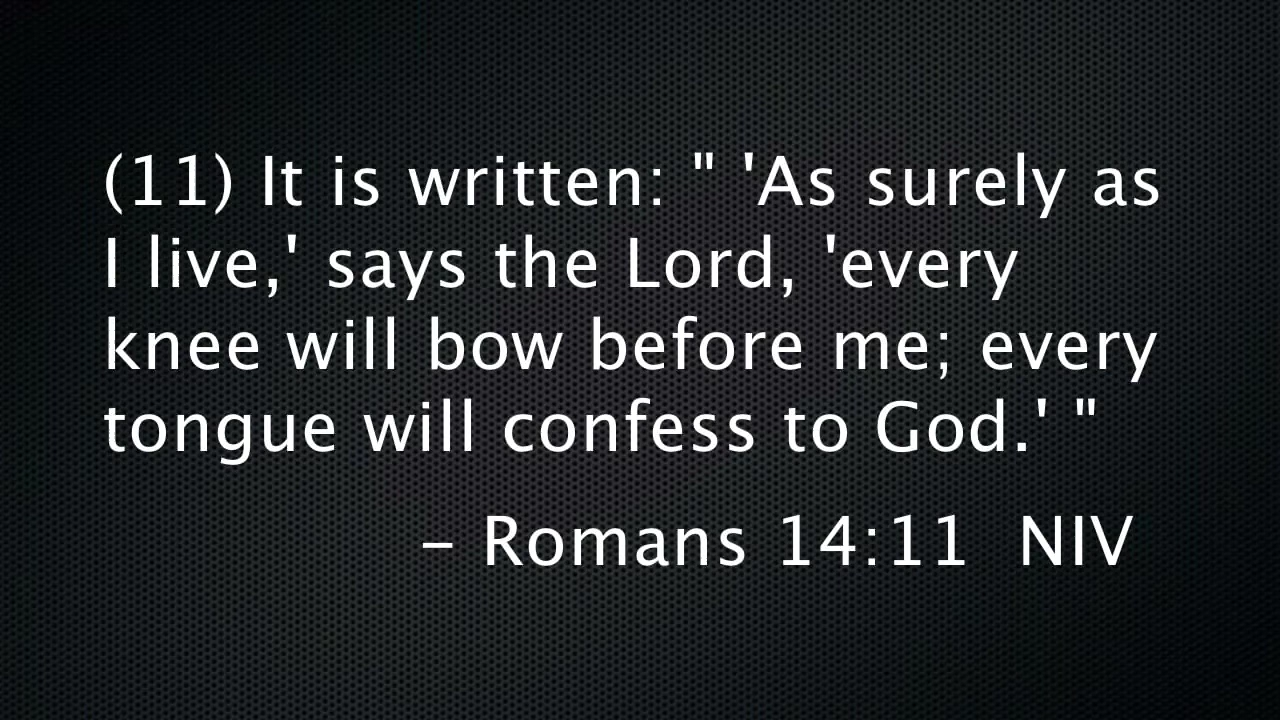 (11) It is written: " 'As surely as
I live,' says the Lord, 'every
knee will bow before me; every
tongue will confess to God.' "
– Romans 14:11  NIV